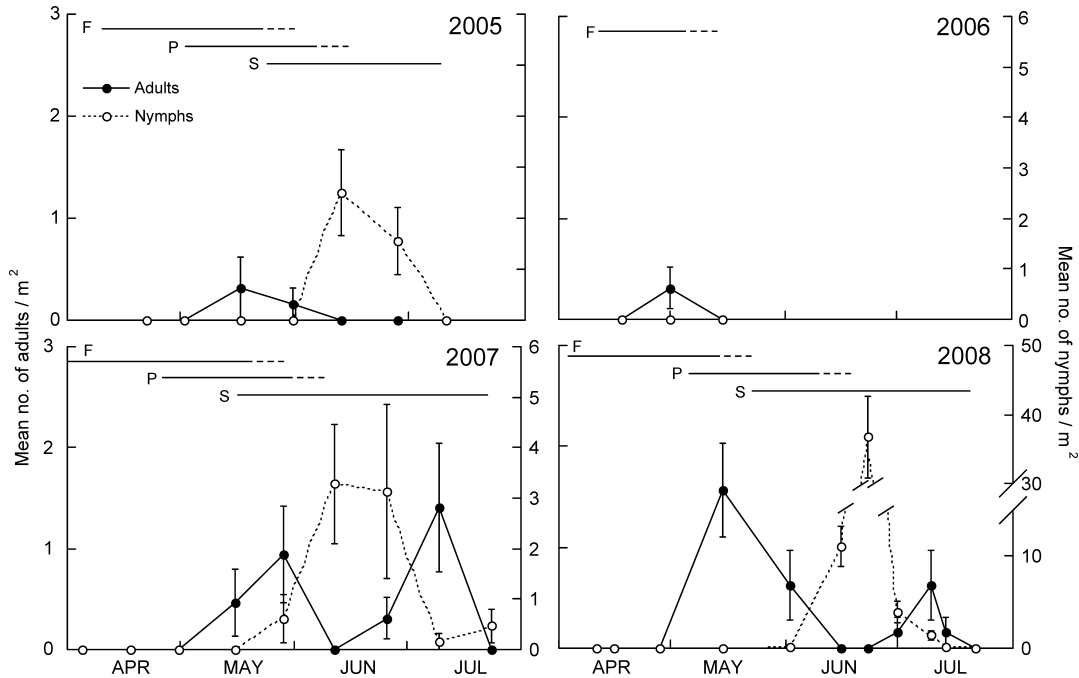 3
2
1
0
F
P
S
Adults
Nymphs
2005
F
2006
6
5
4
3
2
1
0
Mean no. of adults / m²
Mean no. of nymphs / m²
3
2
1
0
F
P
S
2007
6
5
4
3
2
1
0
F
P
S
2008
50
40
30
10
0
APR MAY JUN JUL
APR MAY JUN JUL